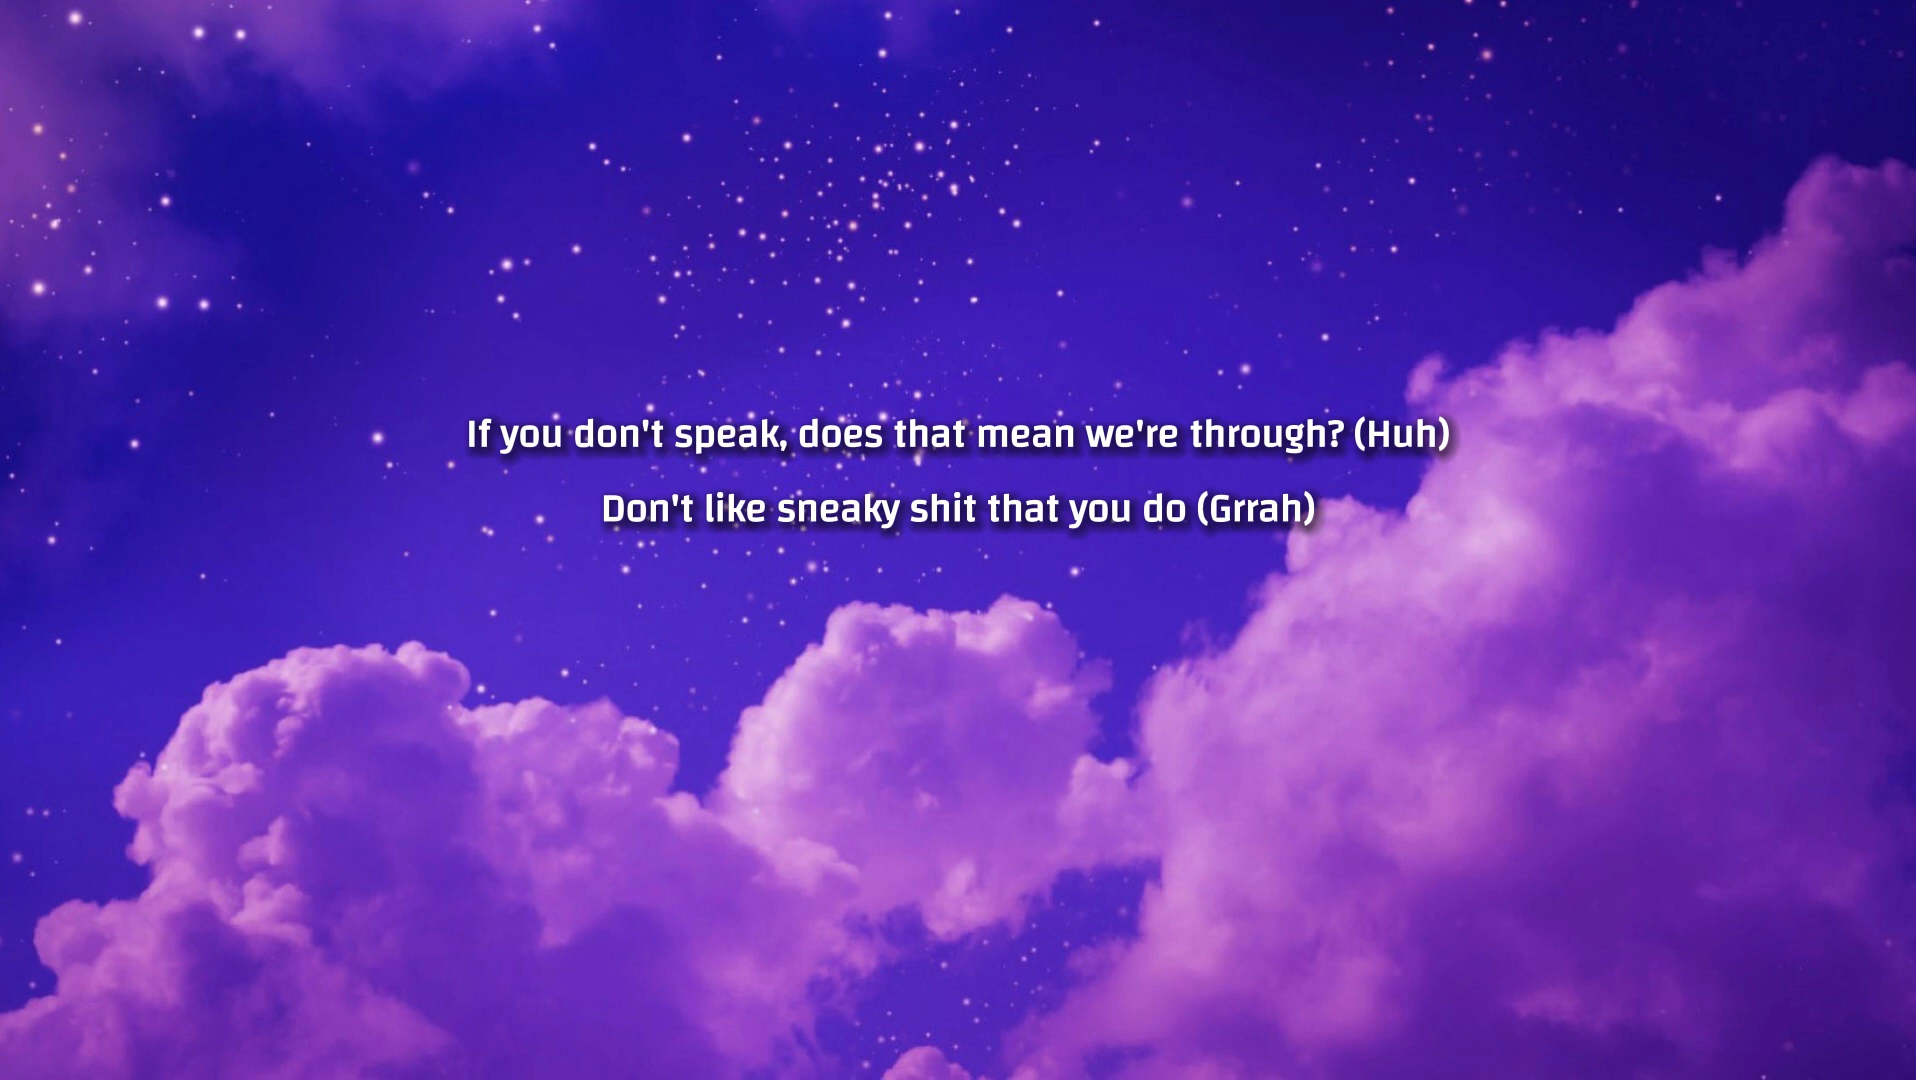 If you don't speak, does that mean we're through? (Huh)
Don't like sneaky shit that you do (Grrah)